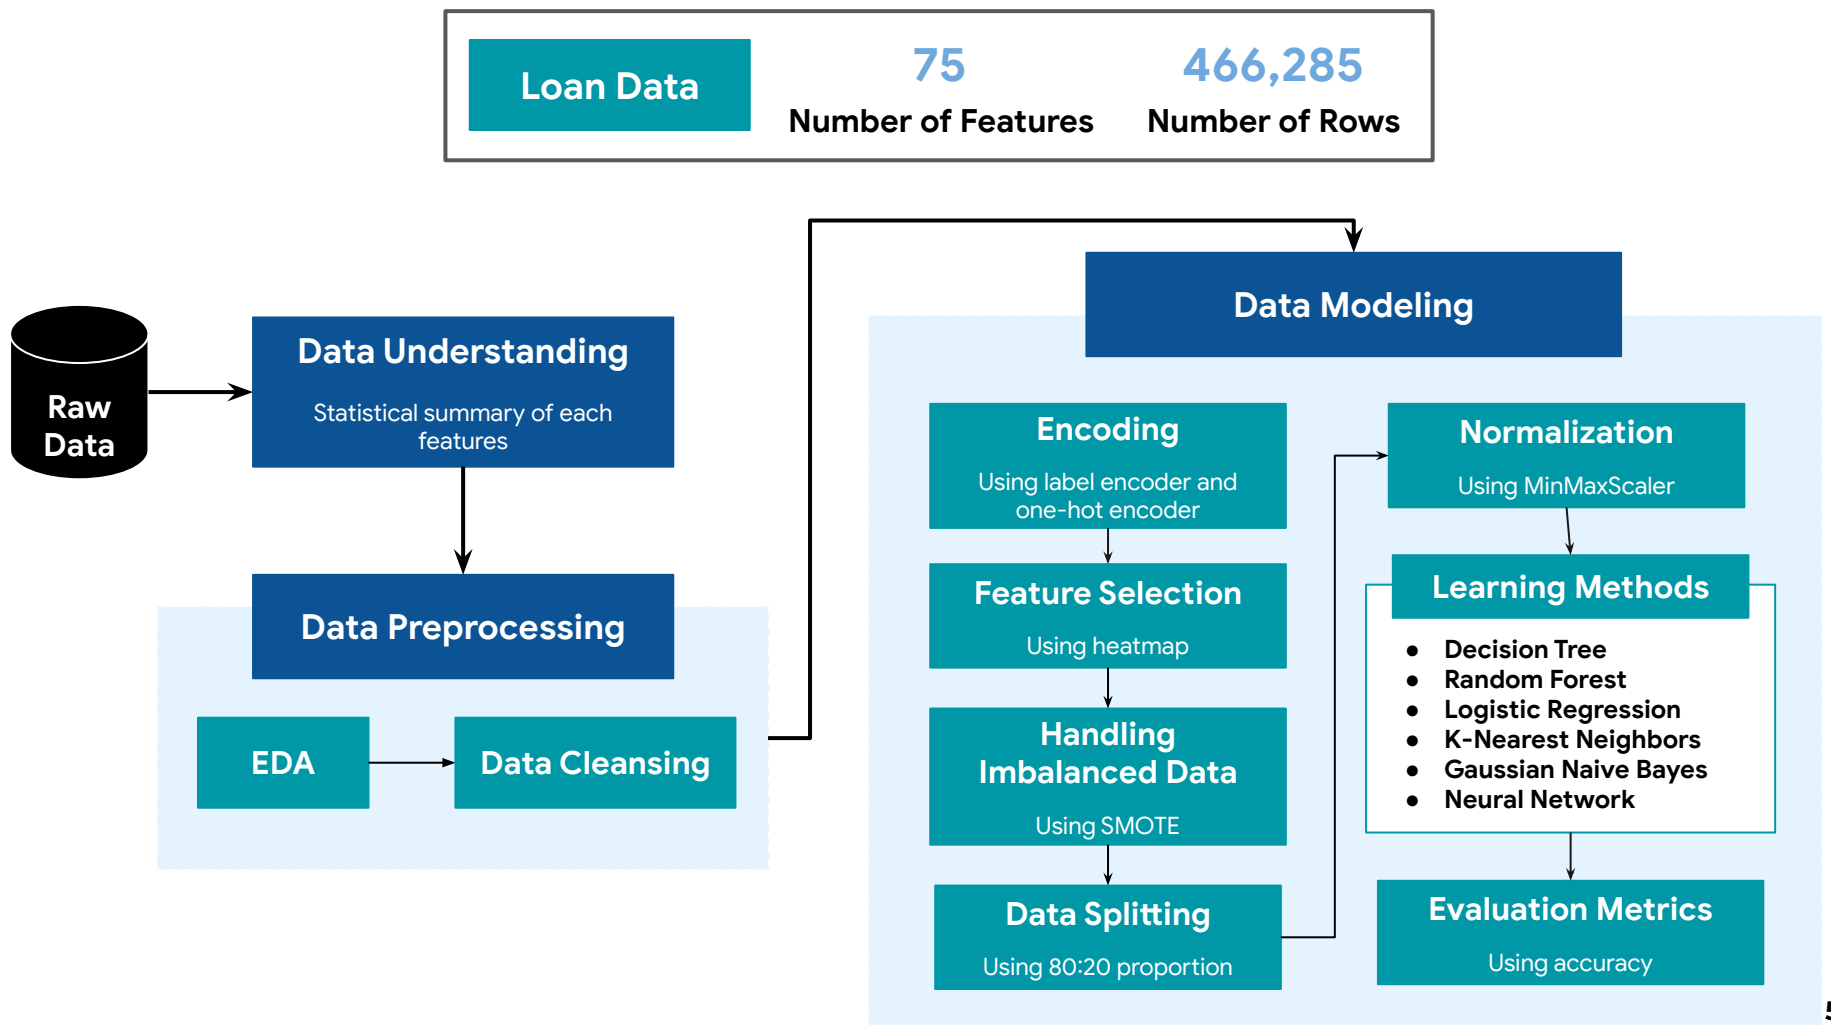 Loan Data
75
Number of Features
466,285
Number of Rows
Raw
Data
Data Understanding
Statistical summary of each
features
Data Preprocessing
EDA
Data Cleansing
Data Modeling
Encoding
Using label encoder and
one-hot encoder
Feature Selection
Using heatmap
Handling
Imbalanced Data
Using SMOTE
Data Splitting
Using 80:20 proportion
Normalization
Using MinMaxScaler
Learning Methods
● Decision Tree
● Random Forest
● Logistic Regression
● K-Nearest Neighbors
● Gaussian Naive Bayes
● Neural Network
Evaluation Metrics
Using accuracy